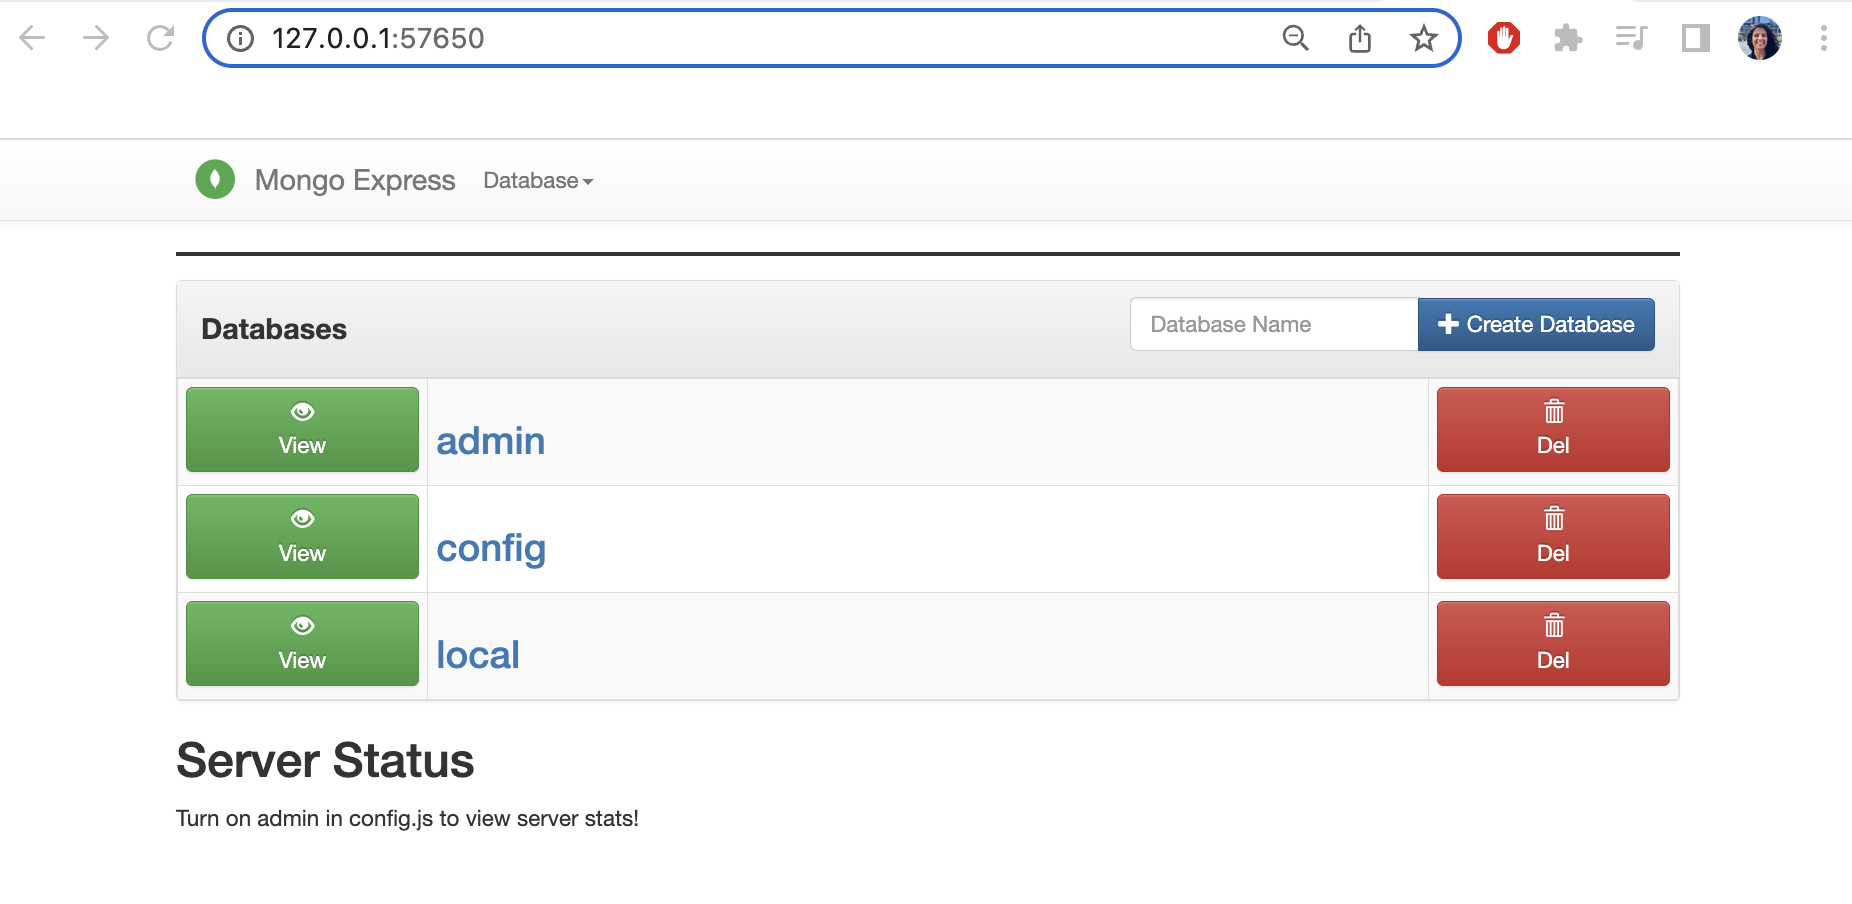 127.0.0.1:57650
Mongo Express Database
Databases
Database Name
Create Database
View admin Del
View config Del
View local Del
Server Status
Turn on admin in config.js to view server stats!